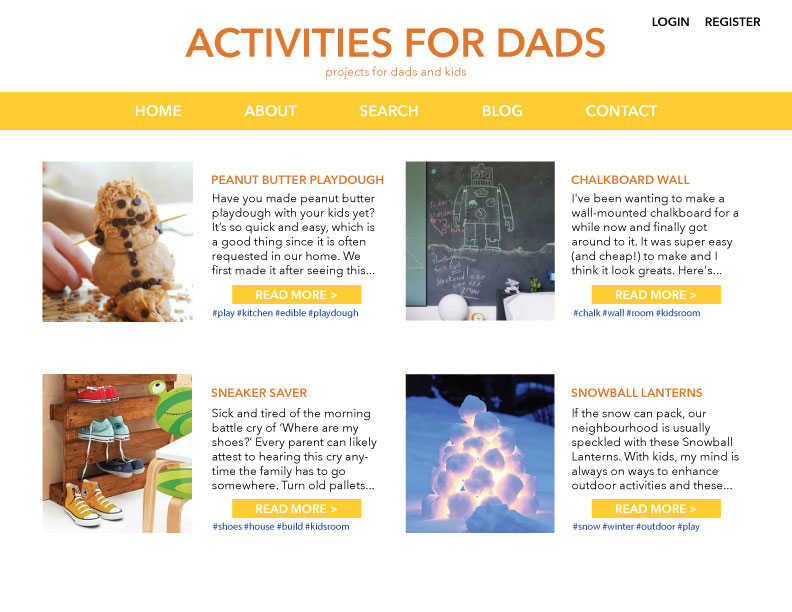 LOGIN REGISTER
ACTIVITIES FOR DADS
projects for dads and kids
HOME ABOUT SEARCH BLOG CONTACT
PEANUT BUTTER PLAYDOUGH
Have you made peanut butter
playdough with your kids yet?
It's so quick and easy, which is
a good thing since it is often
requested in our home. We
first made it after seeing this...
READ MORE >
#play #kitchen #edible #playdough
CHALKBOARD WALL
I've been wanting to make a
wall-mounted chalkboard for a
while now and finally got
around to it. It was super easy
(and cheap!) to make and I
think it look greats. Here's...
READ MORE >
#chalk #wall #room #kidsroom
SNEAKER SAVER
Sick and tired of the morning
battle cry of ‘Where are my
shoes?’ Every parent can likely
attest to hearing this cry any-
time the family has to go
somewhere. Turn old pallets...
READ MORE >
#shoes #house #build #kidsroom
SNOWBALL LANTERNS
If the snow can pack, our
neighbourhood is usually
speckled with these Snowball
Lanterns. With kids, my mind is
always on ways to enhance
outdoor activities and these...
READ MORE >
#snow #winter #outdoor #play